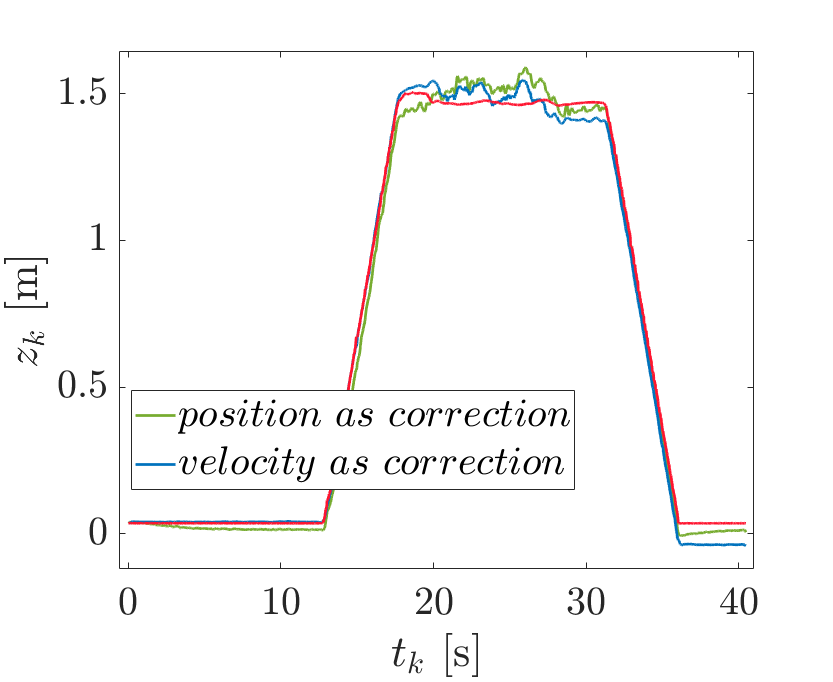 1.5
1
0.5
0
z_k [m]
position as correction
velocity as correction
0 10 20 30 40
t_k [s]